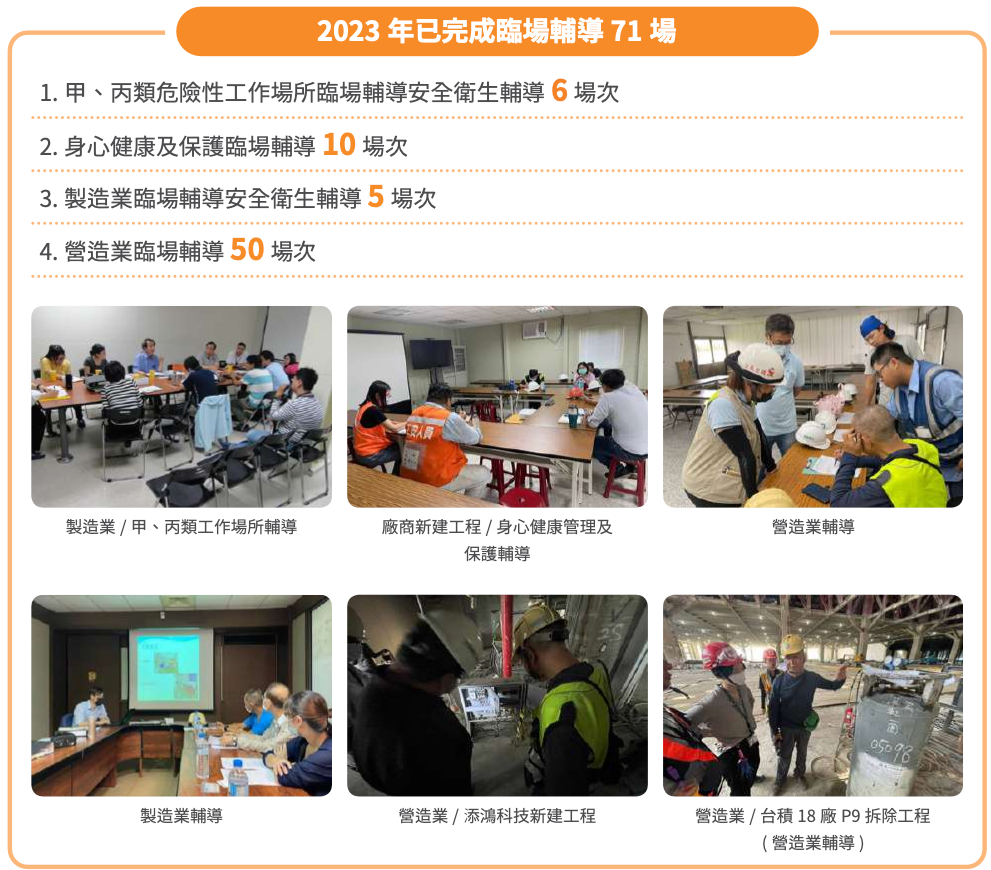 2023 年已完成臨場輔導 71 場
1. 甲、丙類危險性工作場所臨場輔導安全衛生輔導 6 場次
2. 身心健康及保護臨場輔導 10 場次
3. 製造業臨場輔導安全衛生輔導 5 場次
4. 營造業臨場輔導 50 場次
工安人員
製造業 / 甲、丙類工作場所輔導
廠商新建工程 / 身心健康管理及
保護輔導
營造業輔導
05098
製造業輔導
營造業 / 添鴻科技新建工程
營造業 / 台積 18 廠 P9 拆除工程
( 營造業輔導 )